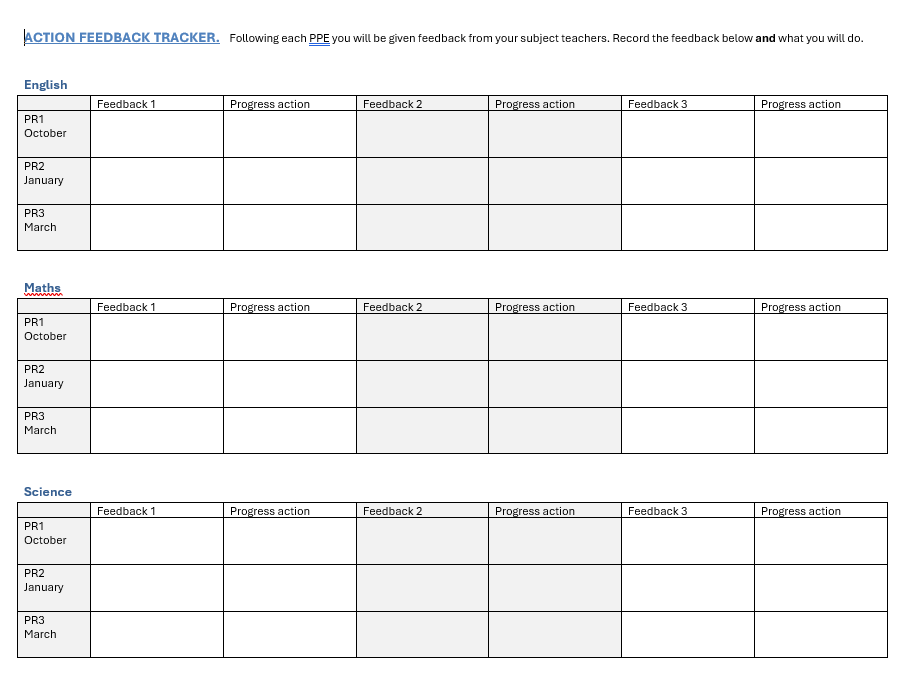 ACTION FEEDBACK TRACKER. Following each PPE you will be given feedback from your subject teachers. Record the feedback below and what you will do.
English
Feedback 1 Progress action Feedback 2 Progress action Feedback 3 Progress action
PR1
October
PR2
January
PR3
March
Maths
Feedback 1 Progress action Feedback 2 Progress action Feedback 3 Progress action
PR1
October
PR2
January
PR3
March
Science
Feedback 1 Progress action Feedback 2 Progress action Feedback 3 Progress action
PR1
October
PR2
January
PR3
March